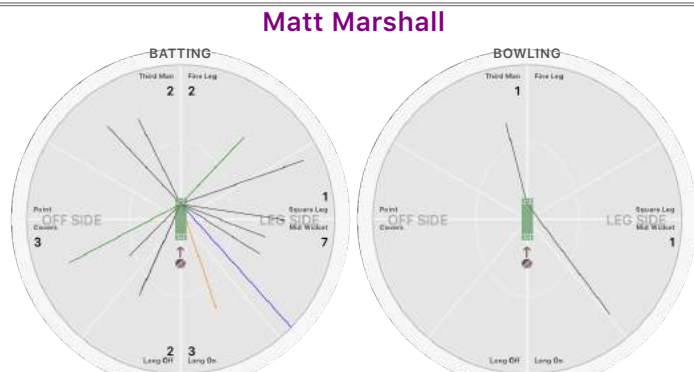 Matt Marshall
BATTING
Third Man Fine Leg
2 2
1
Point
OFF SIDE
Covers
3
Square Leg
LEG SIDE
Mid Wicket
7
2 3
Long Off Long On
BOWLING
Third Man Fine Leg
1
Point
OFF SIDE
Covers
Square Leg
LEG SIDE
Mid Wicket
1
Long Off Long On